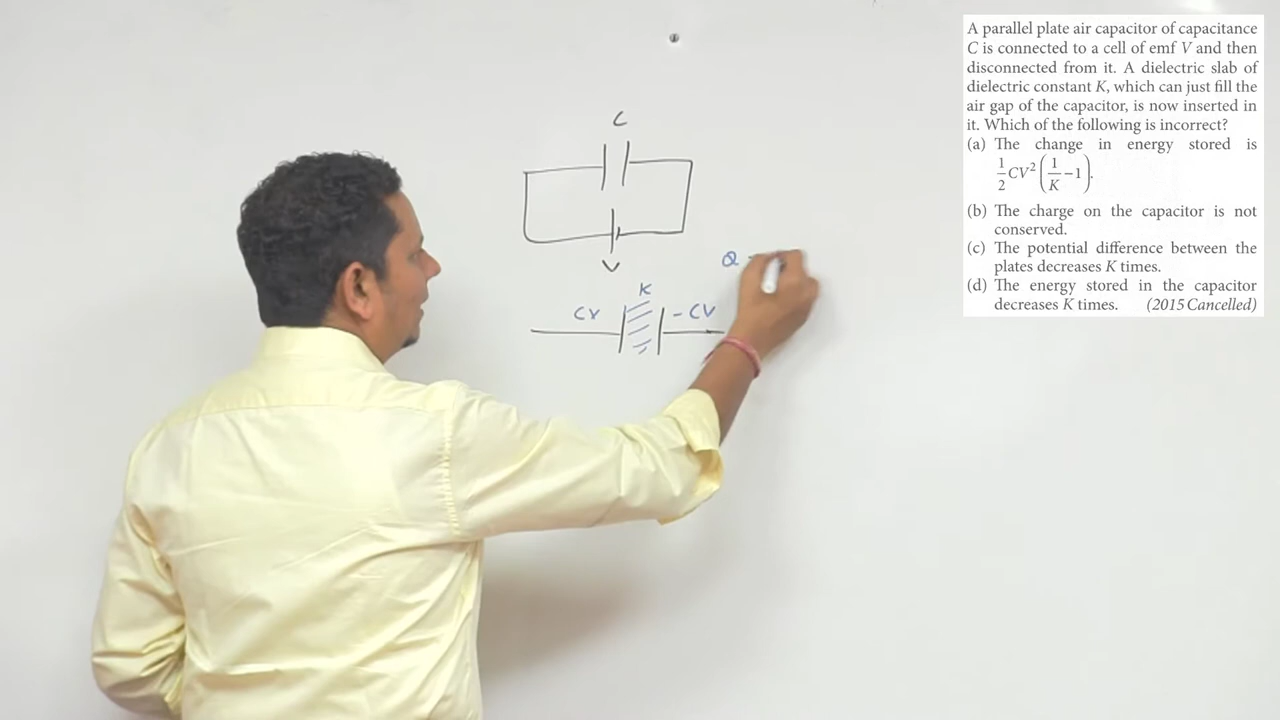 C
V
K
CV
-CV
Q -
A parallel plate air capacitor of capacitance
C is connected to a cell of emf V and then
disconnected from it. A dielectric slab of
dielectric constant K, which can just fill the
air gap of the capacitor, is now inserted in
it. Which of the following is incorrect?
(a) The change in energy stored is
1/2 CV² (1/K − 1).
(b) The charge on the capacitor is not
conserved.
(c) The potential difference between the
plates decreases K times.
(d) The energy stored in the capacitor
decreases K times. (2015 Cancelled)